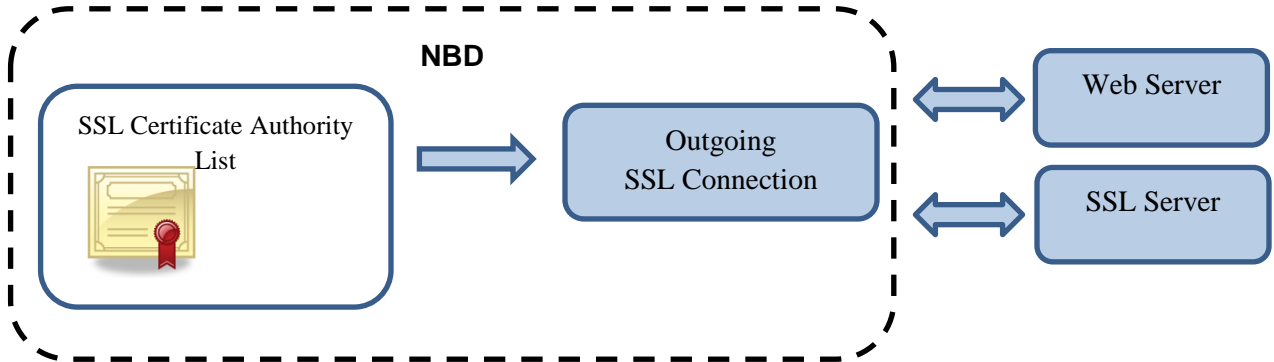 NBD
SSL Certificate Authority
List
Outgoing
SSL Connection
Web Server
SSL Server